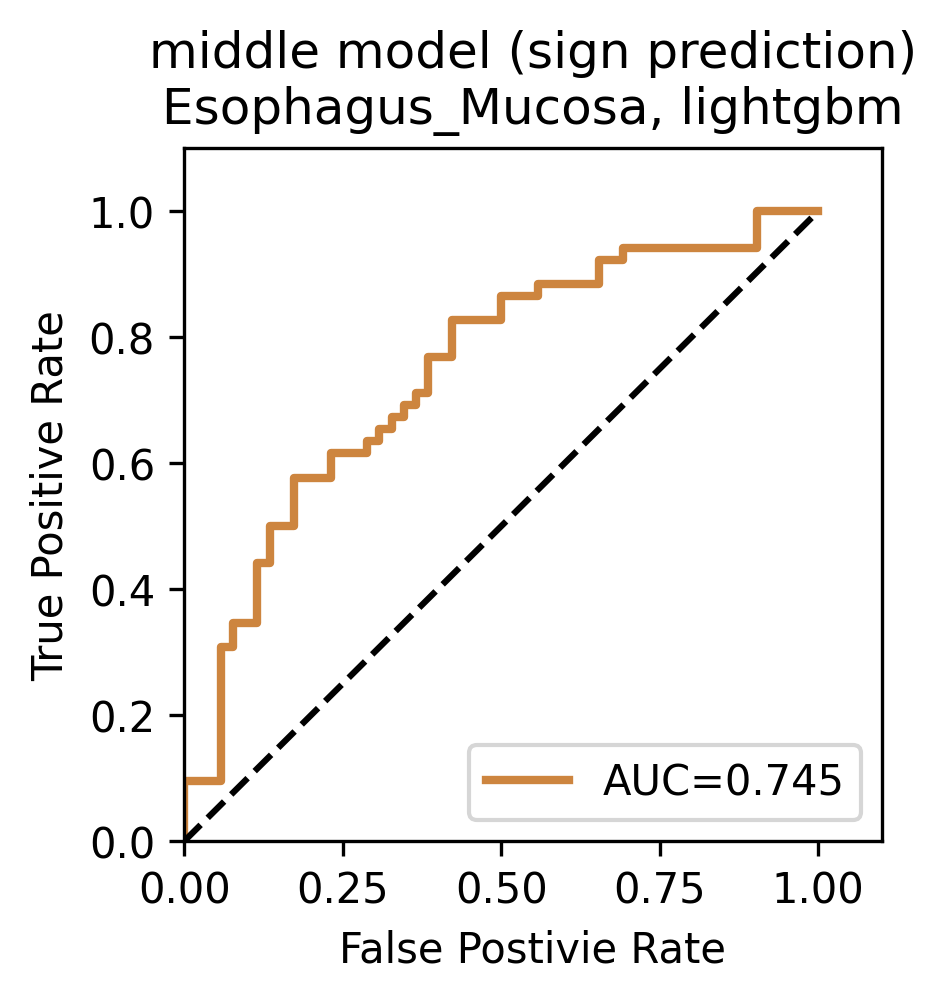 middle model (sign prediction)
Esophagus_Mucosa, lightgbm
True Positive Rate
1.0
0.8
0.6
0.4
0.2
0.0
AUC=0.745
0.00 0.25 0.50 0.75 1.00
False Postivie Rate